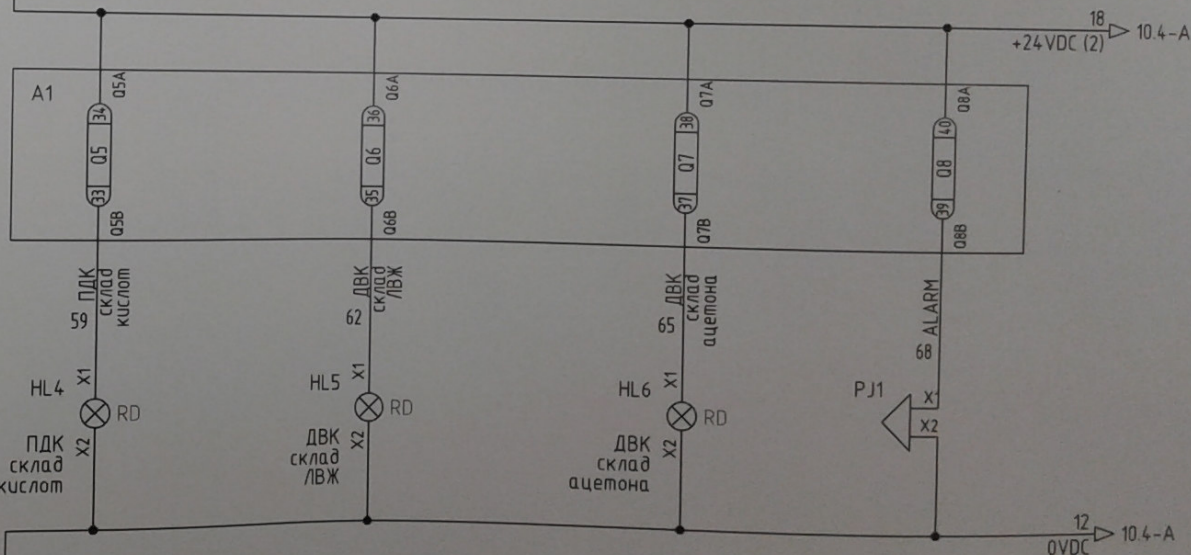 18
+24VDC (2)
10.4-A
A1
Q5A
34
Q5
33
Q5B
Q6A
36
Q6
35
Q6B
Q7A
38
Q7
37
Q7B
Q8A
40
Q8
39
Q8B
59
ПДК
склад
кислот
62
ДВК
склад
ЛВЖ
65
ДВК
склад
ацетона
68
ALARM
HL4
X1
RD
X2
ПДК
склад
кислот
HL5
X1
RD
X2
ДВК
склад
ЛВЖ
HL6
X1
RD
X2
ДВК
склад
ацетона
PJ1
X1
X2
12
0VDC
10.4-A